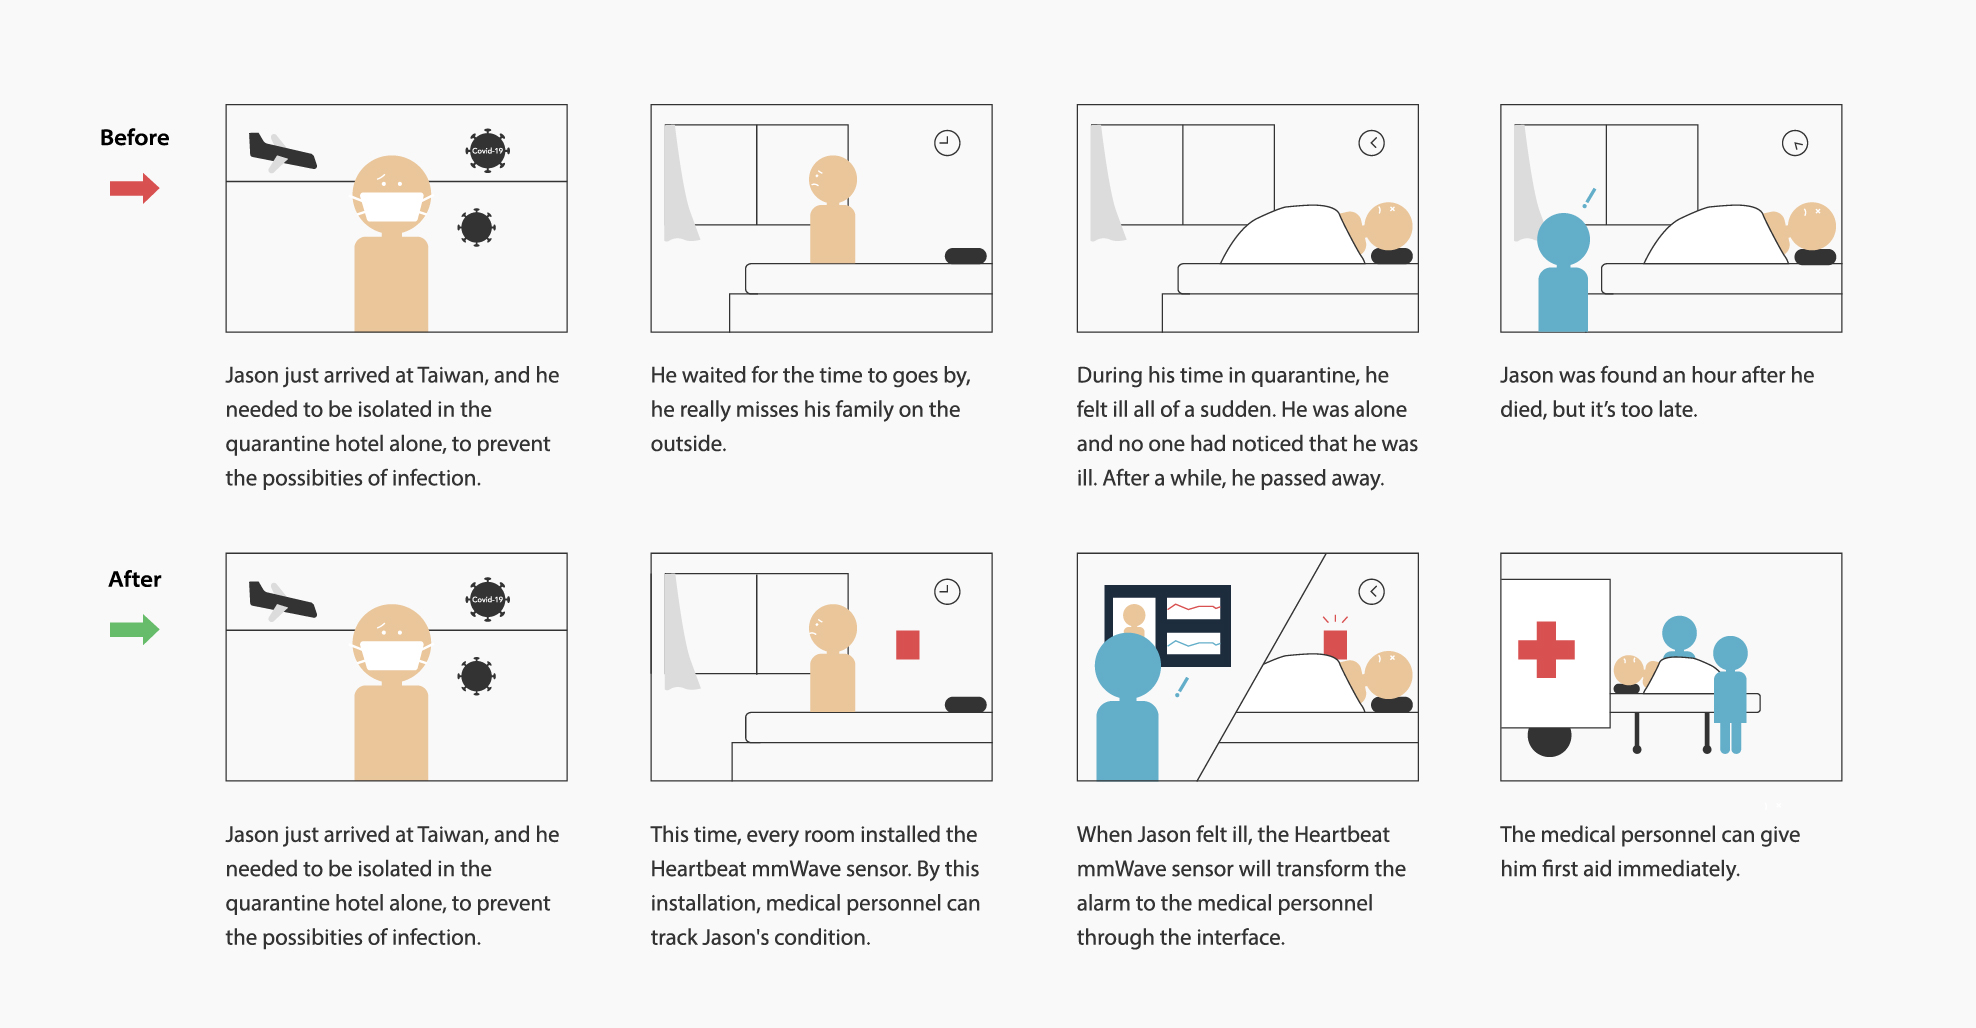 Before
Covid-19
Jason just arrived at Taiwan, and he
needed to be isolated in the
quarantine hotel alone, to prevent
the possibities of infection.
He waited for the time to goes by,
he really misses his family on the
outside.
During his time in quarantine, he
felt ill all of a sudden. He was alone
and no one had noticed that he was
ill. After a while, he passed away.
Jason was found an hour after he
died, but it’s too late.
After
Covid-19
Jason just arrived at Taiwan, and he
needed to be isolated in the
quarantine hotel alone, to prevent
the possibities of infection.
This time, every room installed the
Heartbeat mmWave sensor. By this
installation, medical personnel can
track Jason's condition.
When Jason felt ill, the Heartbeat
mmWave sensor will transform the
alarm to the medical personnel
through the interface.
The medical personnel can give
him first aid immediately.